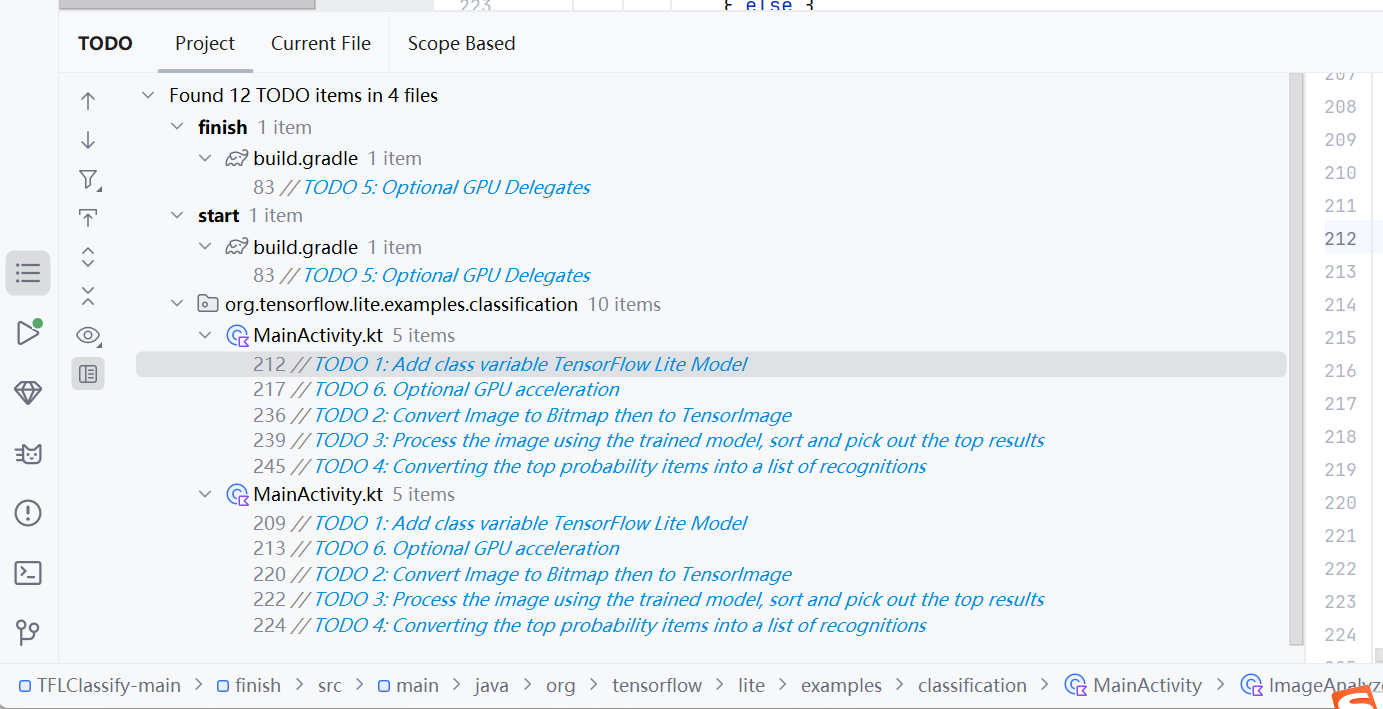 223 } else {
TODO Project Current File Scope Based
Found 12 TODO items in 4 files
finish 1 item
build.gradle 1 item
83 // TODO 5: Optional GPU Delegates
start 1 item
build.gradle 1 item
83 // TODO 5: Optional GPU Delegates
org.tensorflow.lite.examples.classification 10 items
MainActivity.kt 5 items
212 // TODO 1: Add class variable TensorFlow Lite Model
217 // TODO 6. Optional GPU acceleration
236 // TODO 2: Convert Image to Bitmap then to TensorImage
239 // TODO 3: Process the image using the trained model, sort and pick out the top results
245 // TODO 4: Converting the top probability items into a list of recognitions
MainActivity.kt 5 items
209 // TODO 1: Add class variable TensorFlow Lite Model
213 // TODO 6. Optional GPU acceleration
220 // TODO 2: Convert Image to Bitmap then to TensorImage
222 // TODO 3: Process the image using the trained model, sort and pick out the top results
224 // TODO 4: Converting the top probability items into a list of recognitions
207
208
209
210
211
212
213
214
215
216
217
218
219
220
221
222
223
224
TFLClassify-main > finish > src > main > java > org > tensorflow > lite > examples > classification > MainActivity >